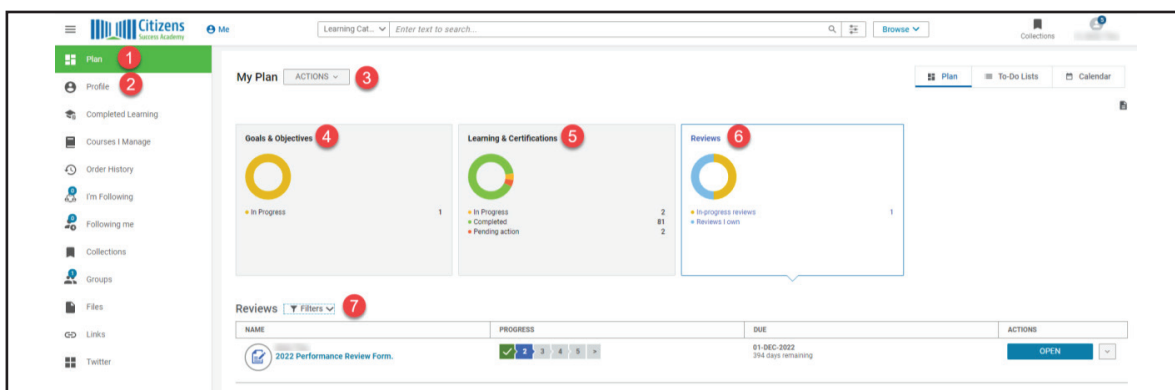 Citizens
Success Academy
Me
Learning Cat...
Enter text to search...
Browse
Collections
Plan
1
Profile
2
Completed Learning
Courses I Manage
Order History
0
I'm Following
0
Following me
Collections
1
Groups
Files
Links
Twitter
My Plan
ACTIONS
3
Plan
To-Do Lists
Calendar
Goals & Objectives
4
In Progress 1
Learning & Certifications
5
In Progress 2
Completed 81
Pending action 2
Reviews
6
In-progress reviews 1
Reviews I own
Reviews
Filters
7
NAME PROGRESS DUE ACTIONS
2022 Performance Review Form.
2 3 4 5 »
01-DEC-2022
394 days remaining
OPEN